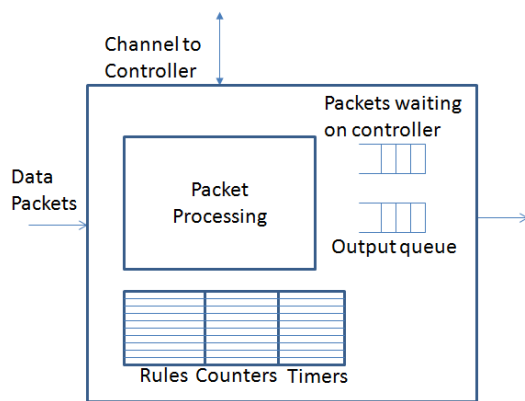 Channel to
Controller
Packets waiting
on controller
Data
Packets
Packet
Processing
Output queue
Rules Counters Timers